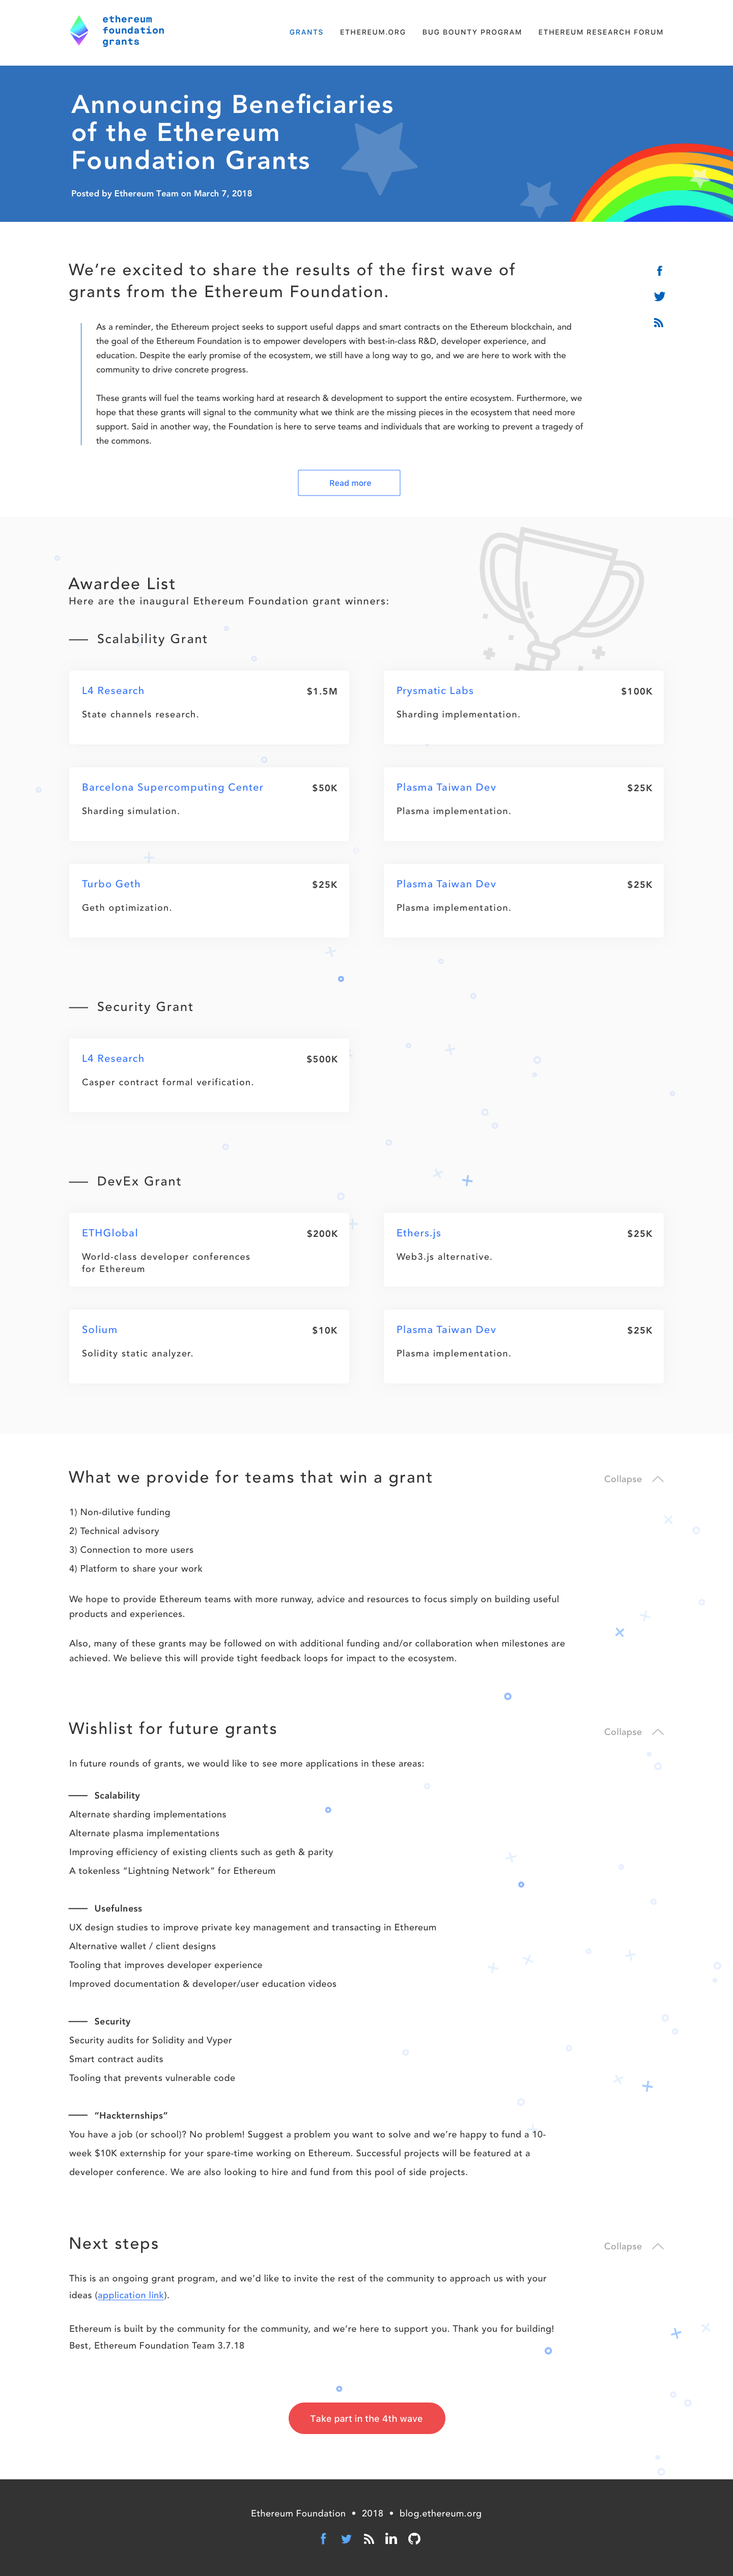 ethereum
foundation
grants
GRANTS
ETHEREUM.ORG
BUG BOUNTY PROGRAM
ETHEREUM RESEARCH FORUM
Announcing Beneficiaries
of the Ethereum
Foundation Grants
Posted by Ethereum Team on March 7, 2018
We're excited to share the results of the first wave of
grants from the Ethereum Foundation.
As a reminder, the Ethereum project seeks to support useful dapps and smart contracts on the Ethereum blockchain, and
the goal of the Ethereum Foundation is to empower developers with best-in-class R&D, developer experience, and
education. Despite the early promise of the ecosystem, we still have a long way to go, and we are here to work with the
community to drive concrete progress.
These grants will fuel the teams working hard at research & development to support the entire ecosystem. Furthermore, we
hope that these grants will signal to the community what we think are the missing pieces in the ecosystem that need more
support. Said in another way, the Foundation is here to serve teams and individuals that are working to prevent a tragedy of
the commons.
Read more
Awardee List
Here are the inaugural Ethereum Foundation grant winners:
Scalability Grant
L4 Research
$1.5M
State channels research.
Prysmatic Labs
$100K
Sharding implementation.
Barcelona Supercomputing Center
$50K
Sharding simulation.
Plasma Taiwan Dev
$25K
Plasma implementation.
Turbo Geth
$25K
Geth optimization.
Plasma Taiwan Dev
$25K
Plasma implementation.
Security Grant
L4 Research
$500K
Casper contract formal verification.
DevEx Grant
ETHGlobal
$200K
World-class developer conferences
for Ethereum
Ethers.js
$25K
Web3.js alternative.
Solium
$10K
Solidity static analyzer.
Plasma Taiwan Dev
$25K
Plasma implementation.
What we provide for teams that win a grant
Collapse
1) Non-dilutive funding
2) Technical advisory
3) Connection to more users
4) Platform to share your work
We hope to provide Ethereum teams with more runway, advice and resources to focus simply on building useful
products and experiences.
Also, many of these grants may be followed on with additional funding and/or collaboration when milestones are
achieved. We believe this will provide tight feedback loops for impact to the ecosystem.
Wishlist for future grants
Collapse
In future rounds of grants, we would like to see more applications in these areas:
Scalability
Alternate sharding implementations
Alternate plasma implementations
Improving efficiency of existing clients such as geth & parity
A tokenless “Lightning Network” for Ethereum
Usefulness
UX design studies to improve private key management and transacting in Ethereum
Alternative wallet / client designs
Tooling that improves developer experience
Improved documentation & developer/user education videos
Security
Security audits for Solidity and Vyper
Smart contract audits
Tooling that prevents vulnerable code
“Hackternships”
You have a job (or school)? No problem! Suggest a problem you want to solve and we're happy to fund a 10-
week $10K externship for your spare-time working on Ethereum. Successful projects will be featured at a
developer conference. We are also looking to hire and fund from this pool of side projects.
Next steps
Collapse
This is an ongoing grant program, and we'd like to invite the rest of the community to approach us with your
ideas (application link).
Ethereum is built by the community for the community, and we're here to support you. Thank you for building!
Best, Ethereum Foundation Team 3.7.18
Take part in the 4th wave
Ethereum Foundation • 2018 • blog.ethereum.org